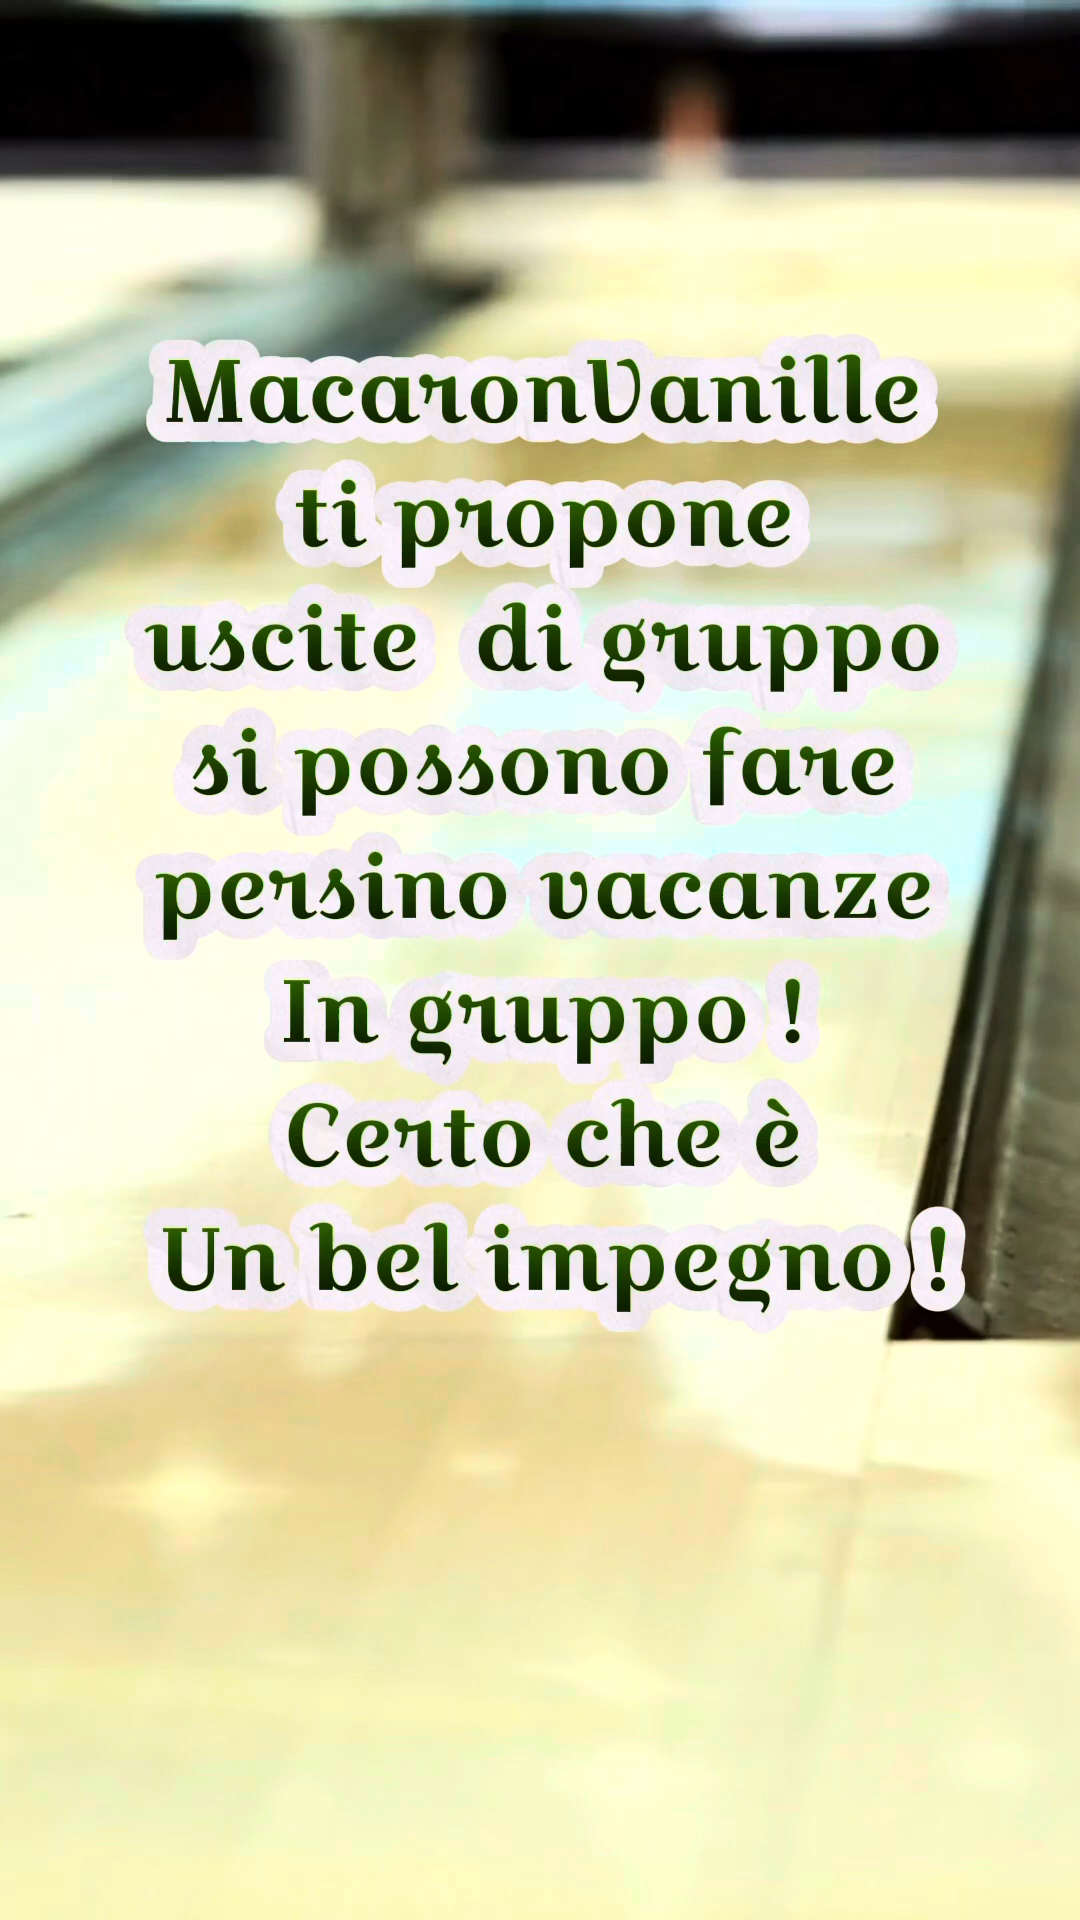 MacaronVanille
ti propone
uscite di gruppo
si possono fare
persino vacanze
In gruppo !
Certo che è
Un bel impegno !